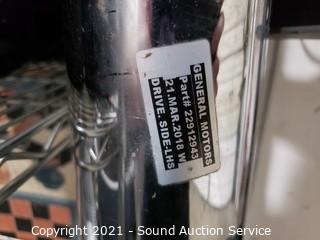 GENERAL MOTORS
Part# 22912943
21.MAR.2018 W
DRIVE. SIDE-LHS
Copyright 2021 - Sound Auction Service